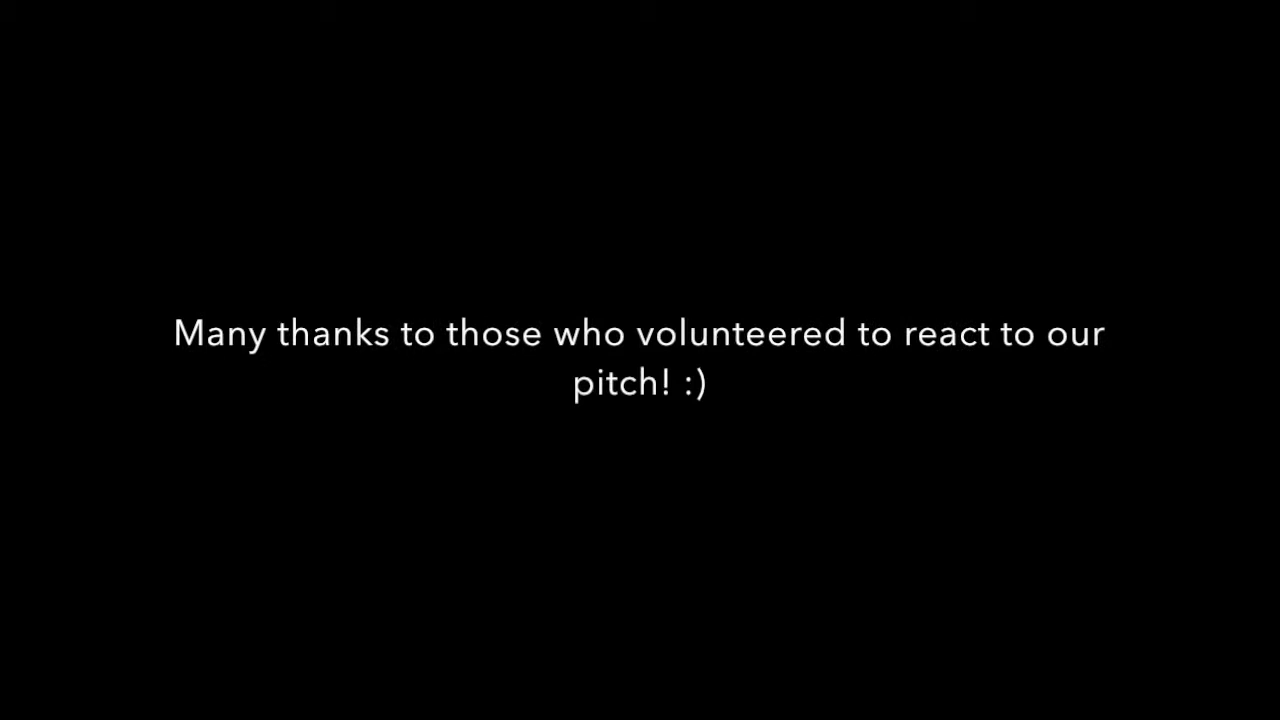 Many thanks to those who volunteered to react to our
pitch! :)